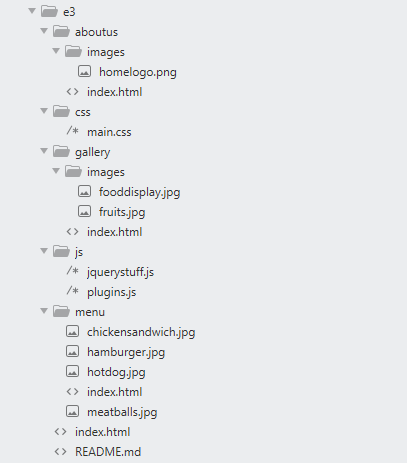 e3
aboutus
images
homelogo.png
index.html
css
main.css
gallery
images
fooddisplay.jpg
fruits.jpg
index.html
js
jquerystuff.js
plugins.js
menu
chickensandwich.jpg
hamburger.jpg
hotdog.jpg
index.html
meatballs.jpg
index.html
README.md